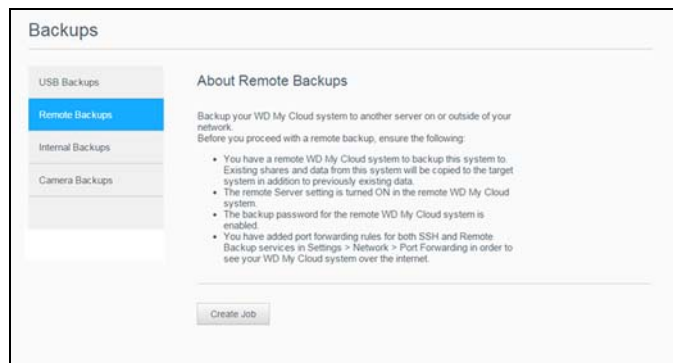 Backups
USB Backups
Remote Backups
Internal Backups
Camera Backups
About Remote Backups
Backup your WD My Cloud system to another server on or outside of your
network.
Before you proceed with a remote backup, ensure the following:
• You have a remote WD My Cloud system to backup this system to.
Existing shares and data from this system will be copied to the target
system in addition to previously existing data.
• The remote Server setting is turned ON in the remote WD My Cloud
system.
• The backup password for the remote WD My Cloud system is
enabled.
• You have added port forwarding rules for both SSH and Remote
Backup services in Settings > Network > Port Forwarding in order to
see your WD My Cloud system over the internet.
Create Job